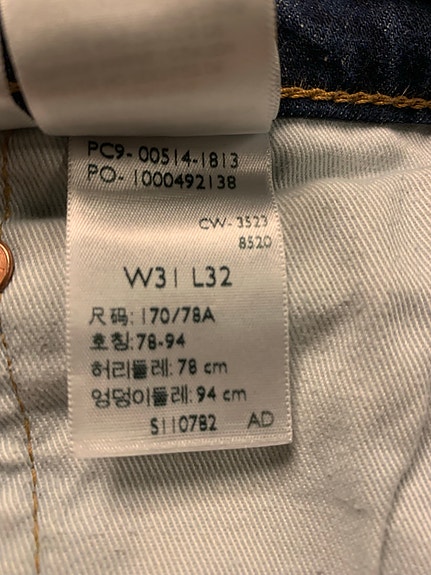 PC9-00514-1813
PO-1000492138
CW-3523
8520
W31 L32
尺码:170/78A
호칭:78-94
허리둘레:78 cm
엉덩이둘레:94 cm
S110782 AD